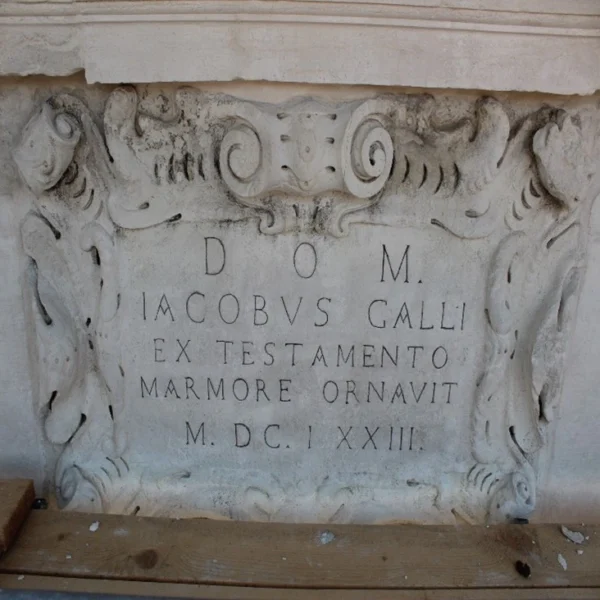 D O M.
IACOBVS GALLI
EX TESTAMENTO
MARMORE ORNAVIT
M. DC. I XXIII.